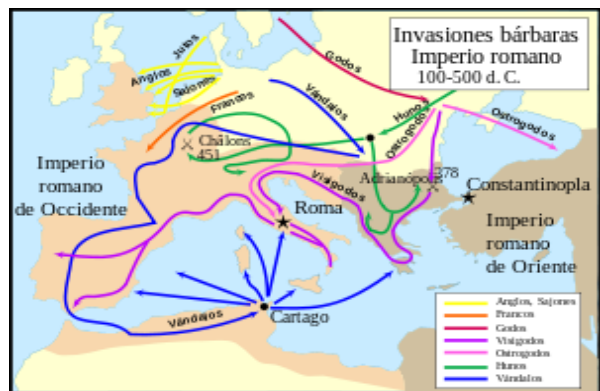 Invasiones bárbaras
Imperio romano
100-500 d. C.
Jutos
Anglos
Sajones
Godos
Francos
Vándalos
Hunos
Ostrogodos
Ostrogodos
Châlons
451
Imperio
romano
de Occidente
Visigodos
Adrianópolis
378
Constantinopla
Roma
Imperio
romano
de Oriente
Vándalos
Cartago
Anglos, Sajones
Francos
Godos
Visigodos
Ostrogodos
Hunos
Vándalos